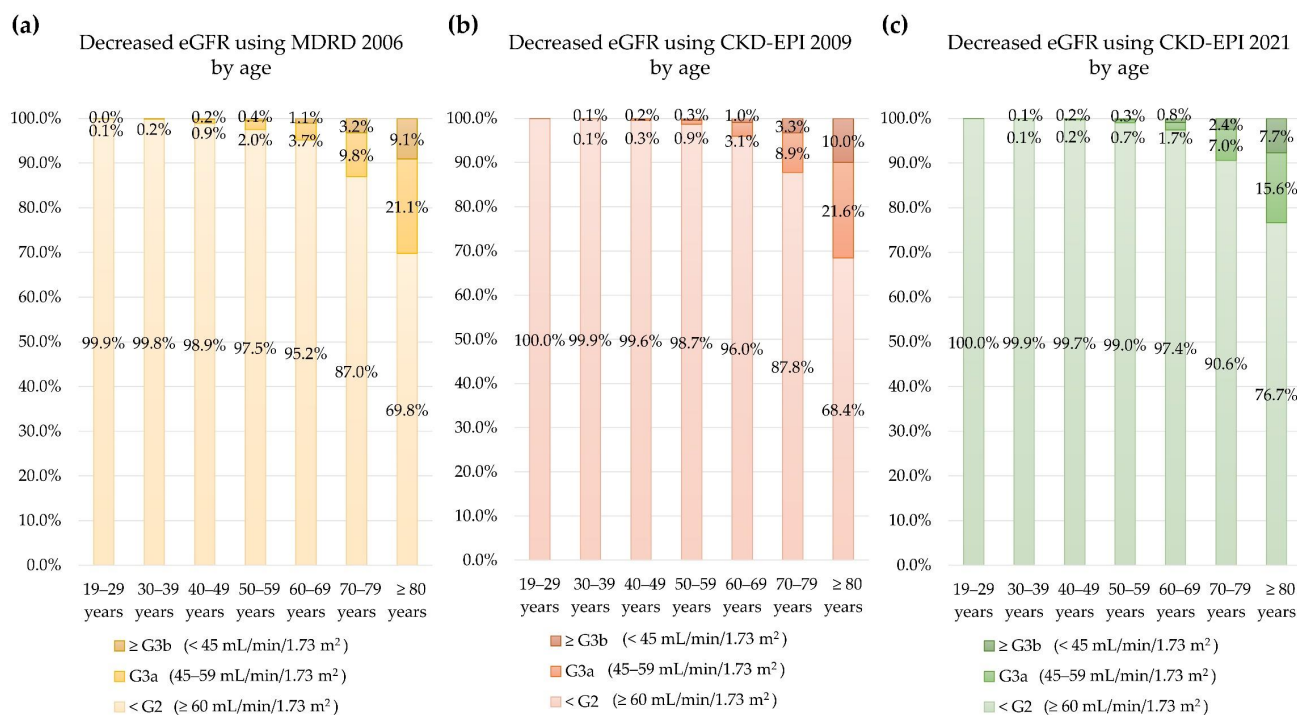 (a)
Decreased eGFR using MDRD 2006
by age
100.0%
90.0%
80.0%
70.0%
60.0%
50.0%
40.0%
30.0%
20.0%
10.0%
0.0%
0.0% 0.2% 0.4% 1.1% 3.2% 9.1%
0.1% 0.2% 0.9% 2.0% 3.7% 9.8% 21.1%
99.9% 99.8% 98.9% 97.5% 95.2% 87.0% 69.8%
19–29 30–39 40–49 50–59 60–69 70–79 ≥ 80
years years years years years years years
≥ G3b (< 45 mL/min/1.73 m²)
G3a (45–59 mL/min/1.73 m²)
< G2 (≥ 60 mL/min/1.73 m²)
(b)
Decreased eGFR using CKD-EPI 2009
by age
100.0%
90.0%
80.0%
70.0%
60.0%
50.0%
40.0%
30.0%
20.0%
10.0%
0.0%
0.1% 0.2% 0.3% 1.0% 3.3% 10.0%
0.1% 0.3% 0.9% 3.1% 8.9% 21.6%
100.0% 99.9% 99.6% 98.7% 96.0% 87.8% 68.4%
19–29 30–39 40–49 50–59 60–69 70–79 ≥ 80
years years years years years years years
≥ G3b (< 45 mL/min/1.73 m²)
G3a (45–59 mL/min/1.73 m²)
< G2 (≥ 60 mL/min/1.73 m²)
(c)
Decreased eGFR using CKD-EPI 2021
by age
100.0%
90.0%
80.0%
70.0%
60.0%
50.0%
40.0%
30.0%
20.0%
10.0%
0.0%
0.1% 0.2% 0.3% 0.8% 2.4% 7.7%
0.1% 0.2% 0.7% 1.7% 7.0% 15.6%
100.0% 99.9% 99.7% 99.0% 97.4% 90.6% 76.7%
19–29 30–39 40–49 50–59 60–69 70–79 ≥ 80
years years years years years years years
≥ G3b (< 45 mL/min/1.73 m²)
G3a (45–59 mL/min/1.73 m²)
< G2 (≥ 60 mL/min/1.73 m²)